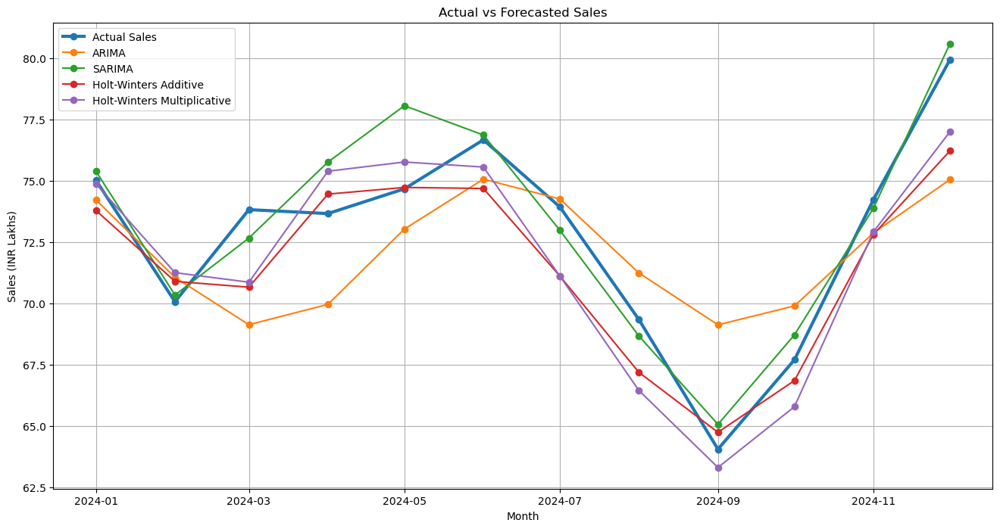 Actual vs Forecasted Sales
Actual Sales
ARIMA
SARIMA
Holt-Winters Additive
Holt-Winters Multiplicative
Sales (INR Lakhs)
80.0
77.5
75.0
72.5
70.0
67.5
65.0
62.5
2024-01
2024-03
2024-05
2024-07
2024-09
2024-11
Month